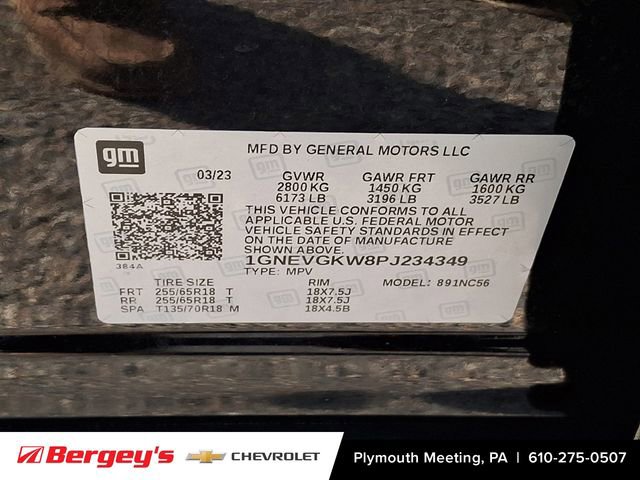 gm
MFD BY GENERAL MOTORS LLC
03/23 GVWR GAWR FRT GAWR RR
2800 KG 1450 KG 1600 KG
6173 LB 3196 LB 3527 LB
THIS VEHICLE CONFORMS TO ALL
APPLICABLE U.S. FEDERAL MOTOR
VEHICLE SAFETY STANDARDS IN EFFECT
ON THE DATE OF MANUFACTURE
SHOWN ABOVE.
1GNEVGKW8PJ234349
384A TYPE: MPV
TIRE SIZE RIM MODEL: 891NC56
FRT 255/65R18 T 18X7.5J
RR 255/65R18 T 18X7.5J
SPA T135/70R18 M 18X4.5B
Bergey's CHEVROLET Plymouth Meeting, PA | 610-275-0507